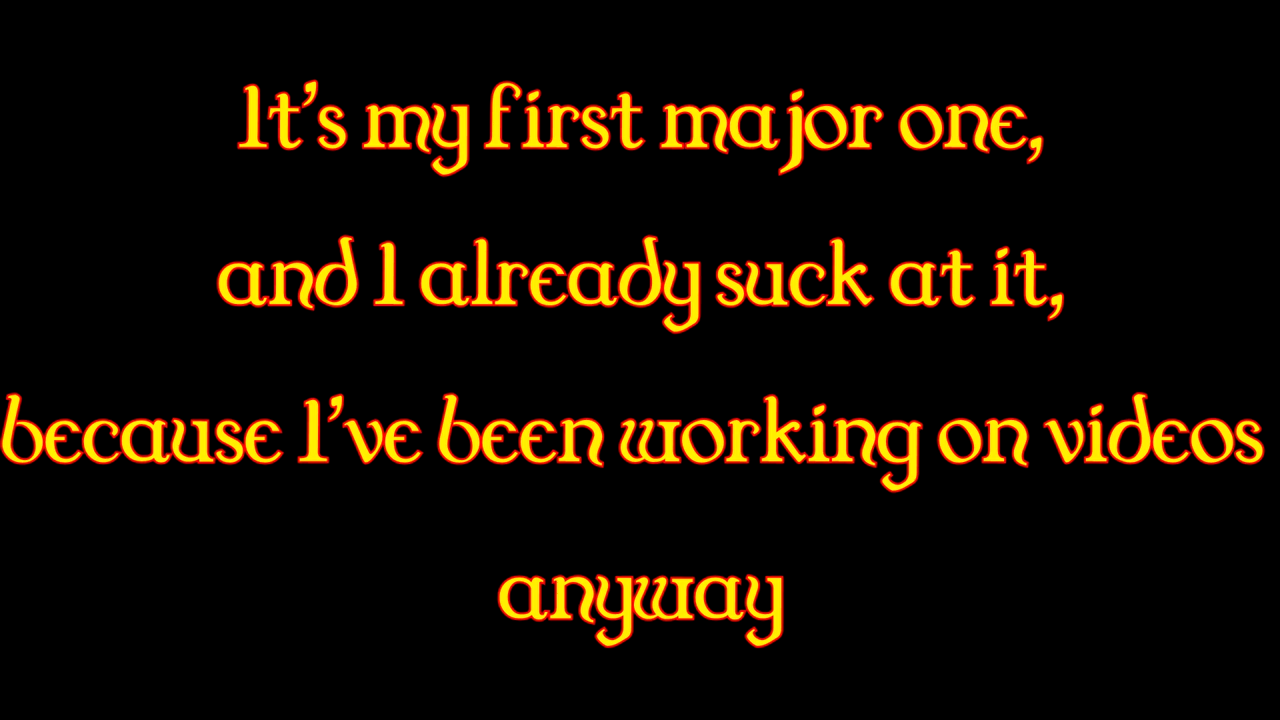 It's my first major one,
and I already suck at it,
because I've been working on videos
anyway